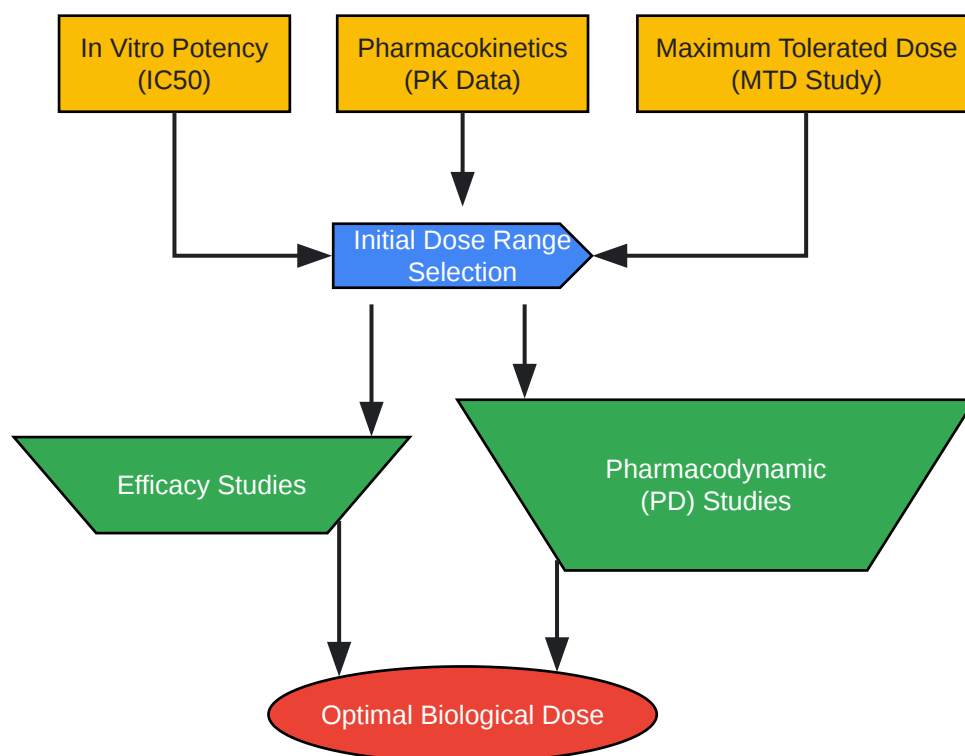 In Vitro Potency
(IC50)
Pharmacokinetics
(PK Data)
Maximum Tolerated Dose
(MTD Study)
Initial Dose Range
Selection
Efficacy Studies
Pharmacodynamic
(PD) Studies
Optimal Biological Dose